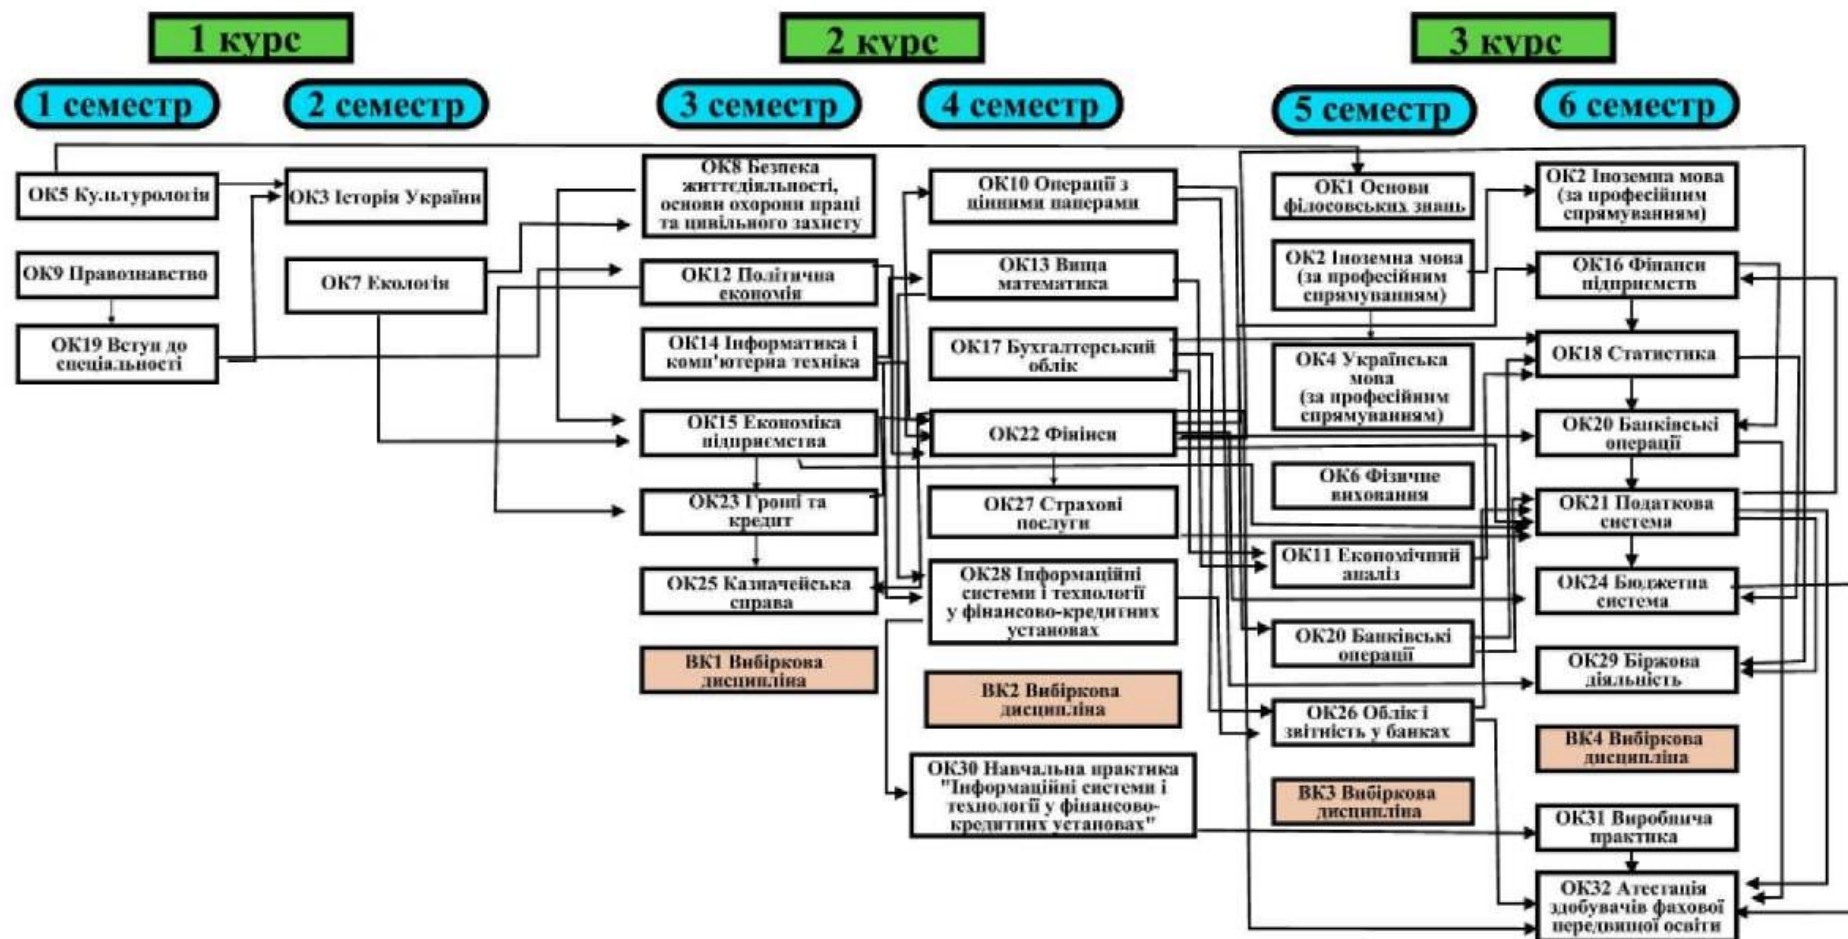 1 курс
2 курс
3 курс
1 семестр
2 семестр
3 семестр
4 семестр
5 семестр
6 семестр
ОК5 Культурологія
ОК9 Правознавство
ОК19 Вступ до
спеціальності
ОК3 Історія України
ОК7 Екологія
ОК8 Безпека
життєдіяльності,
основи охорони праці
та цивільного захисту
ОК12 Політична
економія
ОК14 Інформатика і
комп'ютерна техніка
ОК15 Економіка
підприємства
ОК23 Гроші та
кредит
ОК25 Казначейська
справа
ВК1 Вибіркова
дисципліна
ОК10 Операції з
цінними паперами
ОК13 Вища
математика
ОК17 Бухгалтерський
облік
ОК22 Фінінси
ОК27 Страхові
послуги
ОК28 Інформаційні
системи і технології
у фінансово-кредитних
установах
ВК2 Вибіркова
дисципліна
ОК30 Навчальна практика
"Інформаційні системи і
технології у фінансово-
кредитних установах"
ОК1 Основи
філосовських знань
ОК2 Іноземна мова
(за професійним
спрямуванням)
ОК4 Українська
мова
(за професійним
спрямуванням)
ОК6 Фізичне
виховання
ОК11 Економічний
аналіз
ОК20 Банківські
операції
ОК26 Облік і
звітність у банках
ВК3 Вибіркова
дисципліна
ОК2 Іноземна мова
(за професійним
спрямуванням)
ОК16 Фінанси
підприємств
ОК18 Статистика
ОК20 Банківські
операції
ОК21 Податкова
система
ОК24 Бюджетна
система
ОК29 Біржова
діяльність
ВК4 Вибіркова
дисципліна
ОК31 Виробнича
практика
ОК32 Атестація
здобувачів фахової
передвищої освіти